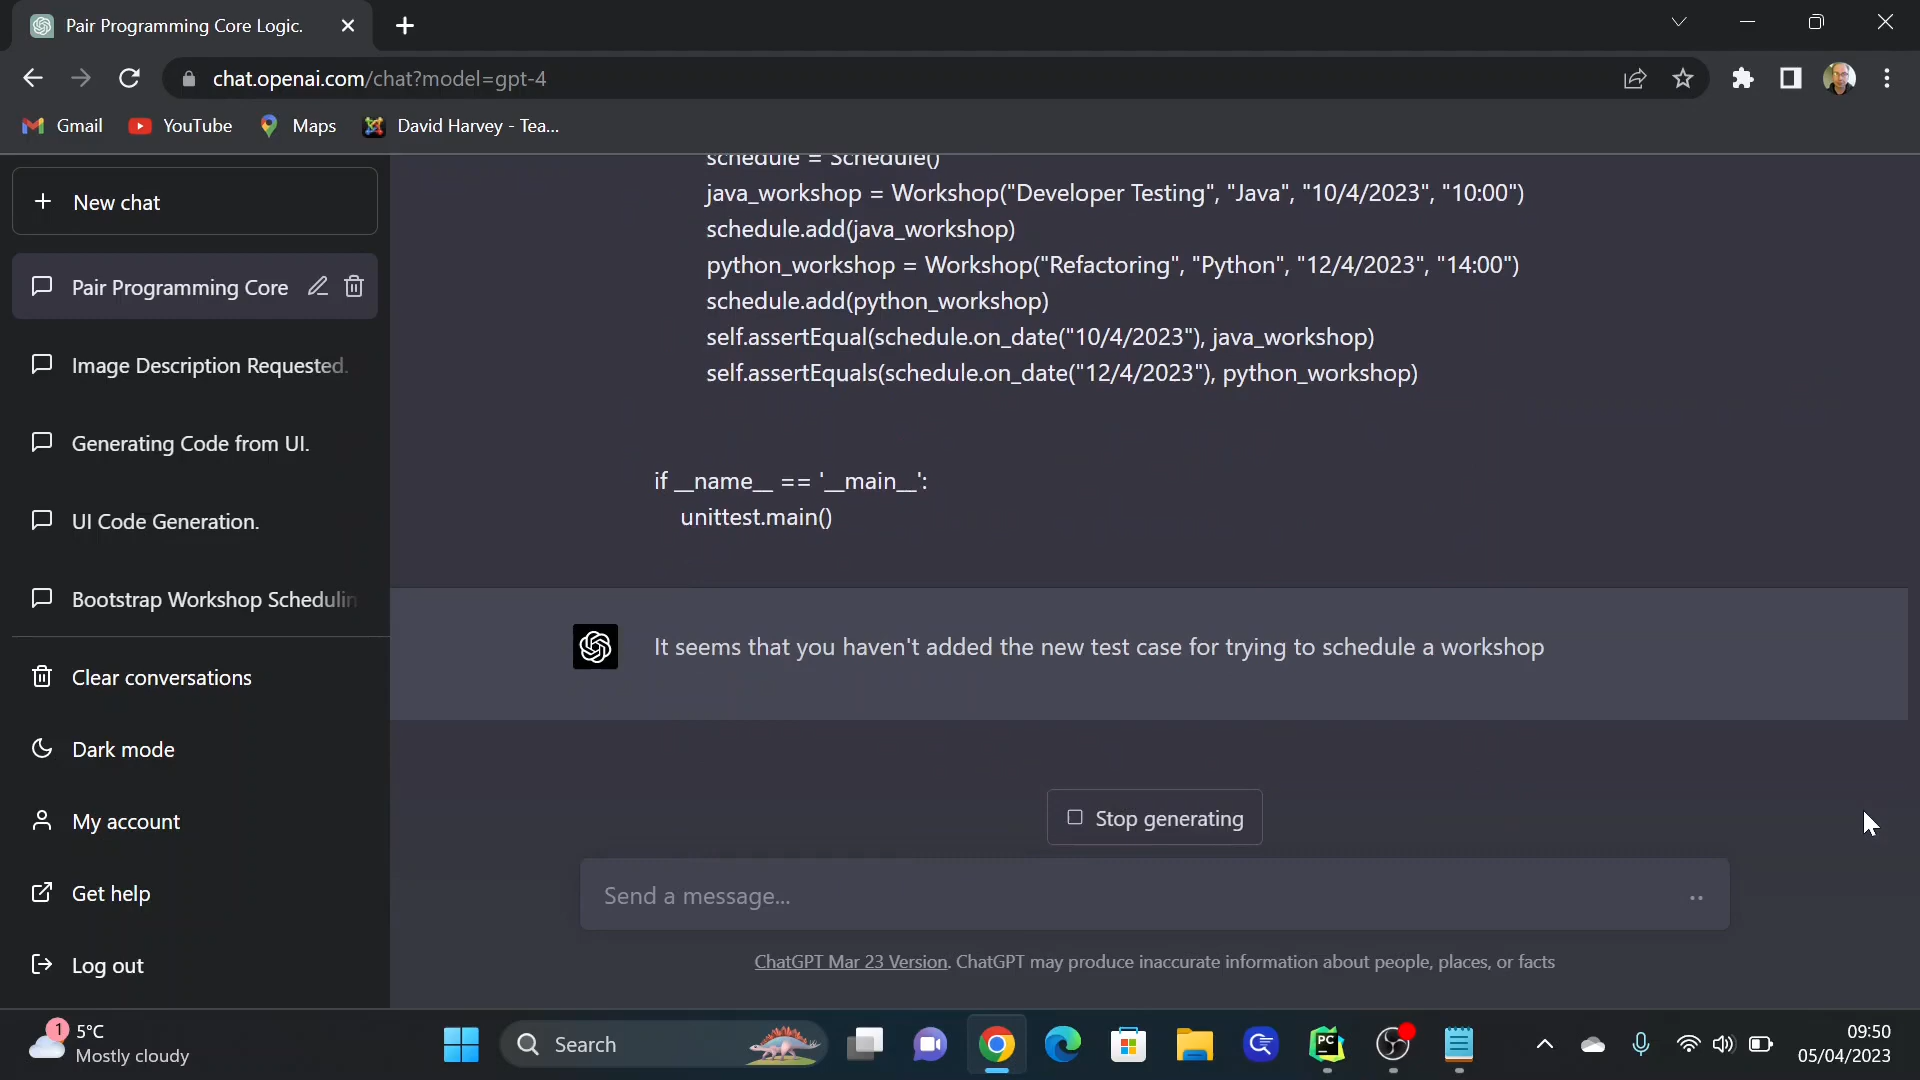 Pair Programming Core Logic.
chat.openai.com/chat?model=gpt-4
Gmail
YouTube
Maps
David Harvey - Tea...
New chat
Pair Programming Core
Image Description Requested.
Generating Code from UI.
UI Code Generation.
Bootstrap Workshop Schedulin
Clear conversations
Dark mode
My account
Get help
Log out
schedule = Schedule()
java_workshop = Workshop("Developer Testing", "Java", "10/4/2023", "10:00")
schedule.add(java_workshop)
python_workshop = Workshop("Refactoring", "Python", "12/4/2023", "14:00")
schedule.add(python_workshop)
self.assertEqual(schedule.on_date("10/4/2023"), java_workshop)
self.assertEquals(schedule.on_date("12/4/2023"), python_workshop)
if __name__ == '__main__':
unittest.main()
It seems that you haven't added the new test case for trying to schedule a workshop
Stop generating
Send a message...
ChatGPT Mar 23 Version. ChatGPT may produce inaccurate information about people, places, or facts
1
5°C
Mostly cloudy
Search
PC
09:50
05/04/2023